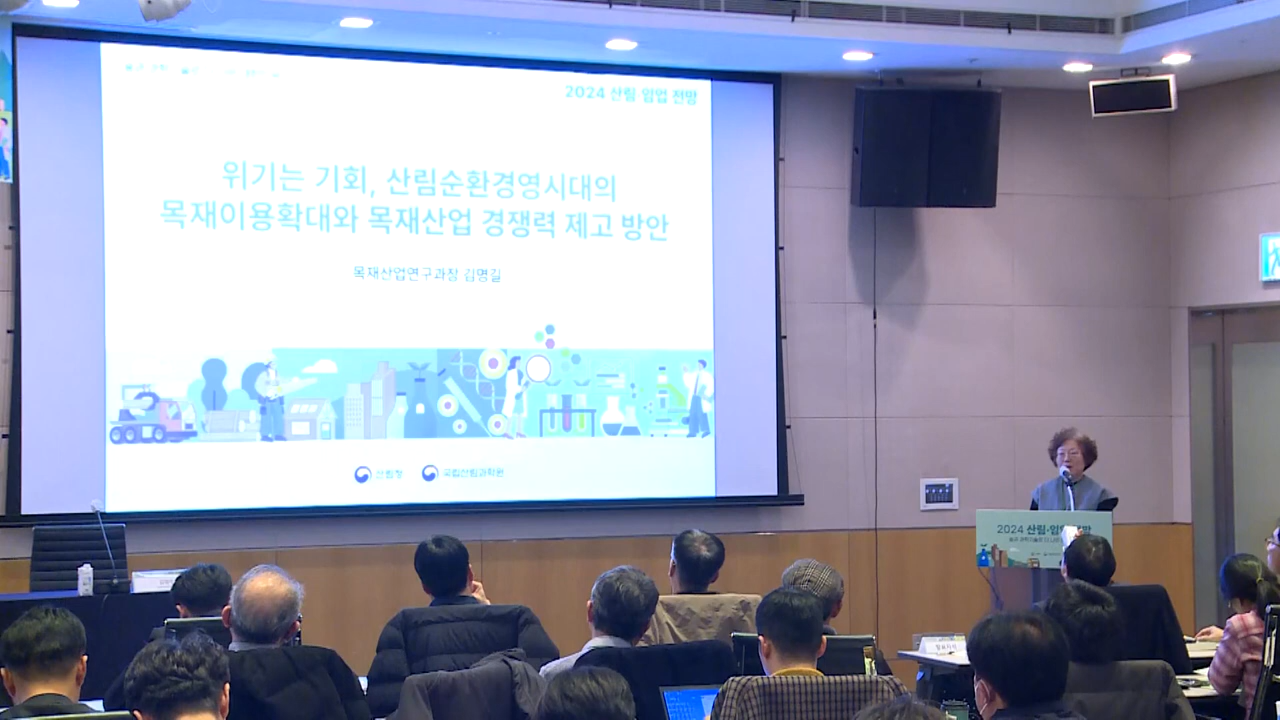 2024 산림·임업 전망
위기는 기회, 산림순환경영시대의
목재이용확대와 목재산업 경쟁력 제고 방안
목재산업연구과장 김명길
산림청
국립산림과학원
2024 산림·임업 전망